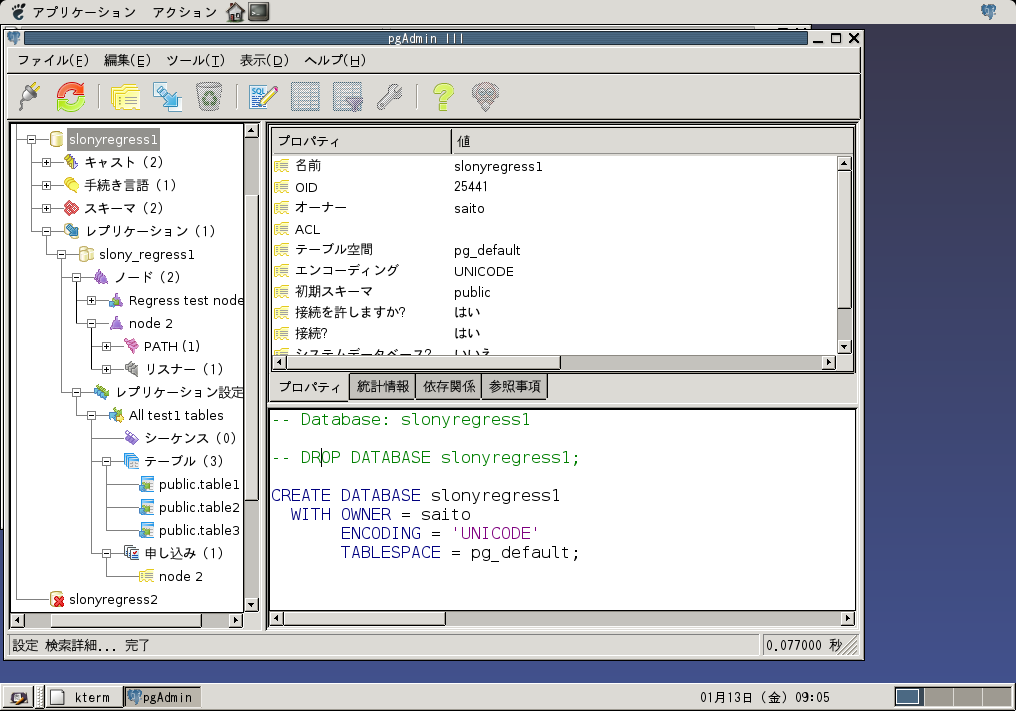 アプリケーション アクション
pgAdmin III
ファイル(F) 編集(E) ツール(T) 表示(D) ヘルプ(H)
SQL
slonyregress1
キャスト (2)
手続き言語 (1)
スキーマ (2)
レプリケーション (1)
slony_regress1
ノード (2)
Regress test node
node 2
PATH (1)
リスナー (1)
レプリケーション設定
All test1 tables
シーケンス (0)
テーブル (3)
public.table1
public.table2
public.table3
申し込み (1)
node 2
slonyregress2
プロパティ 値
名前 slonyregress1
OID 25441
オーナー saito
ACL
テーブル空間 pg_default
エンコーディング UNICODE
初期スキーマ public
接続を許しますか? はい
接続? はい
システムデータベース? いいえ
プロパティ 統計情報 依存関係 参照事項
-- Database: slonyregress1
-- DROP DATABASE slonyregress1;
CREATE DATABASE slonyregress1
WITH OWNER = saito
ENCODING = 'UNICODE'
TABLESPACE = pg_default;
設定 検索詳細... 完了 0.077000 秒
kterm pgAdmin 01月13日 (金) 09:05